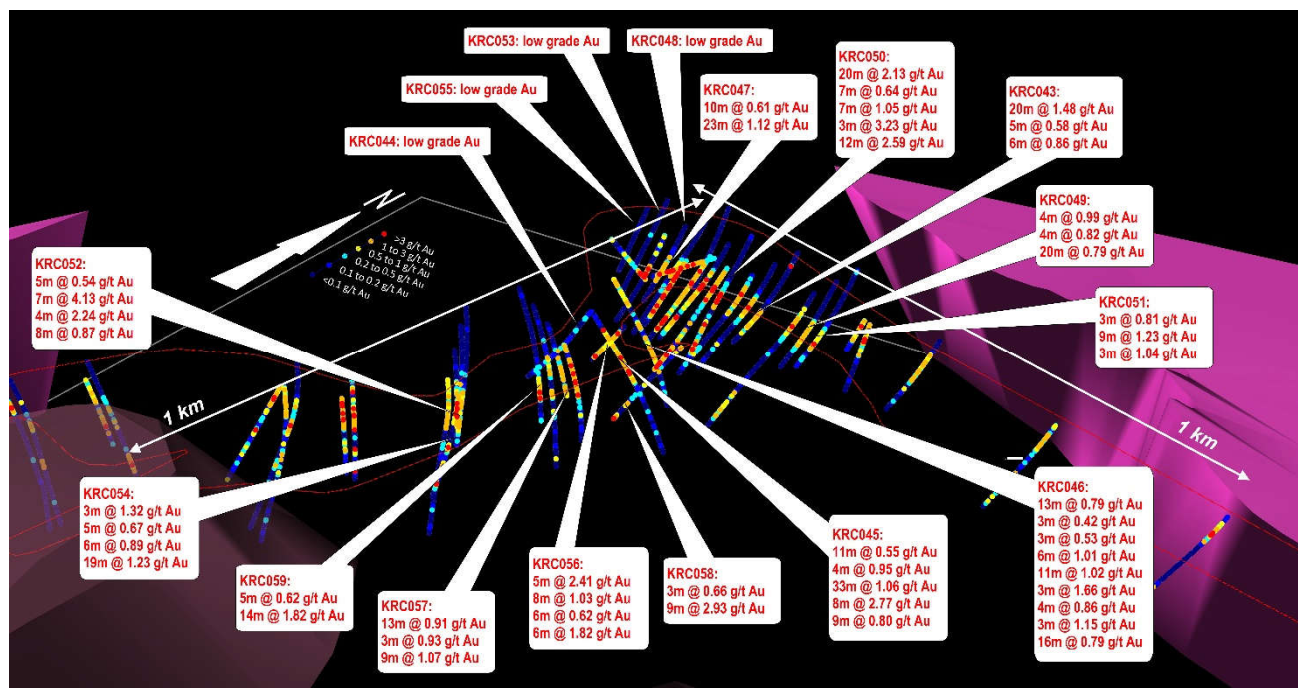 KRC053: low grade Au
KRC048: low grade Au
KRC055: low grade Au
KRC044: low grade Au
KRC047:
10m @ 0.61 g/t Au
23m @ 1.12 g/t Au
KRC050:
20m @ 2.13 g/t Au
7m @ 0.64 g/t Au
7m @ 1.05 g/t Au
3m @ 3.23 g/t Au
12m @ 2.59 g/t Au
KRC043:
20m @ 1.48 g/t Au
5m @ 0.58 g/t Au
6m @ 0.86 g/t Au
KRC049:
4m @ 0.99 g/t Au
4m @ 0.82 g/t Au
20m @ 0.79 g/t Au
KRC051:
3m @ 0.81 g/t Au
9m @ 1.23 g/t Au
3m @ 1.04 g/t Au
N
>3 g/t Au
1 to 3 g/t Au
0.5 to 1 g/t Au
0.2 to 0.5 g/t Au
0.1 to 0.2 g/t Au
<0.1 g/t Au
KRC052:
5m @ 0.54 g/t Au
7m @ 4.13 g/t Au
4m @ 2.24 g/t Au
8m @ 0.87 g/t Au
1 km
1 km
KRC054:
3m @ 1.32 g/t Au
5m @ 0.67 g/t Au
6m @ 0.89 g/t Au
19m @ 1.23 g/t Au
KRC059:
5m @ 0.62 g/t Au
14m @ 1.82 g/t Au
KRC057:
13m @ 0.91 g/t Au
3m @ 0.93 g/t Au
9m @ 1.07 g/t Au
KRC056:
5m @ 2.41 g/t Au
8m @ 1.03 g/t Au
6m @ 0.62 g/t Au
6m @ 1.82 g/t Au
KRC058:
3m @ 0.66 g/t Au
9m @ 2.93 g/t Au
KRC045:
11m @ 0.55 g/t Au
4m @ 0.95 g/t Au
33m @ 1.06 g/t Au
8m @ 2.77 g/t Au
9m @ 0.80 g/t Au
KRC046:
13m @ 0.79 g/t Au
3m @ 0.42 g/t Au
3m @ 0.53 g/t Au
6m @ 1.01 g/t Au
11m @ 1.02 g/t Au
3m @ 1.66 g/t Au
4m @ 0.86 g/t Au
3m @ 1.15 g/t Au
16m @ 0.79 g/t Au